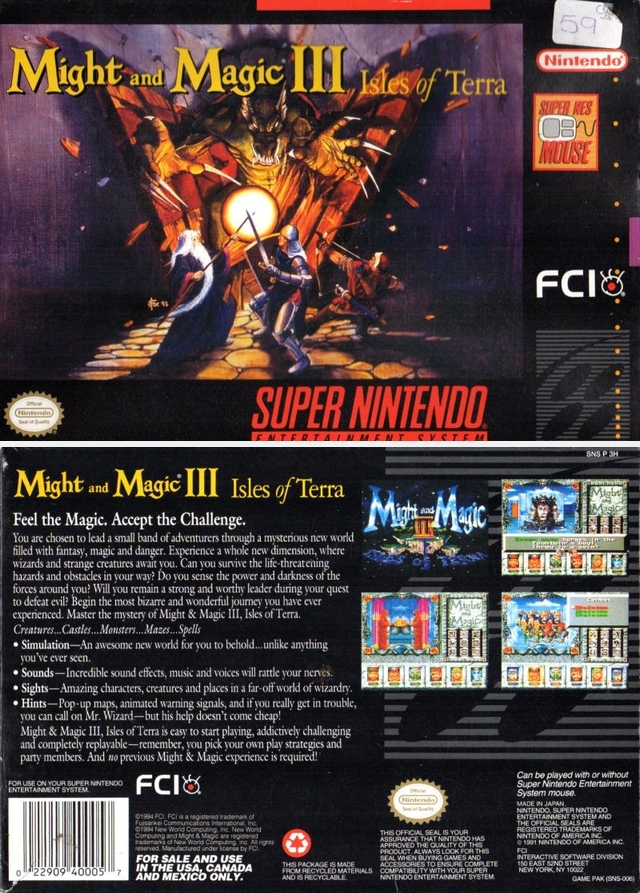 59
Might and Magic III Isles of Terra
Nintendo®
SUPER NES
MOUSE
FCI
Official
Nintendo
Seal of Quality
SUPER NINTENDO
ENTERTAINMENT SYSTEM
SNS P 3H
Might and Magic® III Isles of Terra
Feel the Magic. Accept the Challenge.
You are chosen to lead a small band of adventurers through a mysterious new world
filled with fantasy, magic and danger. Experience a whole new dimension, where
wizards and strange creatures await you. Can you survive the life-threatening
hazards and obstacles in your way? Do you sense the power and darkness of the
forces around you? Will you remain a strong and worthy leader during your quest
to defeat evil? Begin the most bizarre and wonderful journey you have ever
experienced. Master the mystery of Might & Magic III, Isles of Terra.
Creatures...Castles...Monsters...Mazes...Spells
• Simulation—An awesome new world for you to behold...unlike anything
you've ever seen.
• Sounds—Incredible sound effects, music and voices will rattle your nerves.
• Sights—Amazing characters, creatures and places in a far-off world of wizardry.
• Hints—Pop-up maps, animated warning signals, and if you really get in trouble,
you can call on Mr. Wizard—but his help doesn't come cheap!
Might & Magic III, Isles of Terra is easy to start playing, addictively challenging
and completely replayable—remember, you pick your own play strategies and
party members. And no previous Might & Magic experience is required!
Might and Magic
Might
and
Magic
Might
and
Magic
FOR USE ON YOUR SUPER NINTENDO
ENTERTAINMENT SYSTEM.
FCI
0 22909 40005 7
©1994 FCI. FCI is a registered trademark of
Fujisankei Communications International, Inc.
©1994 New World Computing, Inc. New World
Computing and Might & Magic are registered
trademarks of New World Computing, Inc. All rights
reserved. Manufactured under license by FCI.
FOR SALE AND USE
IN THE USA, CANADA
AND MEXICO ONLY.
THIS PACKAGE IS MADE
FROM RECYCLED MATERIALS
AND IS RECYCLABLE.
Official
Nintendo
Seal of Quality
THIS OFFICIAL SEAL IS YOUR
ASSURANCE THAT NINTENDO HAS
APPROVED THE QUALITY OF THIS
PRODUCT. ALWAYS LOOK FOR THIS
SEAL WHEN BUYING GAMES AND
ACCESSORIES TO ENSURE COMPLETE
COMPATIBILITY WITH YOUR SUPER
NINTENDO ENTERTAINMENT SYSTEM.
Can be played with or without
Super Nintendo Entertainment
System mouse.
MADE IN JAPAN.
NINTENDO, SUPER NINTENDO
ENTERTAINMENT SYSTEM AND
THE OFFICIAL SEALS ARE
REGISTERED TRADEMARKS OF
NINTENDO OF AMERICA INC.
© 1991 NINTENDO OF AMERICA INC.
FCI
INTERACTIVE SOFTWARE DIVISION
150 EAST 52ND STREET
NEW YORK, NY 10022
GAME PAK (SNS-006)